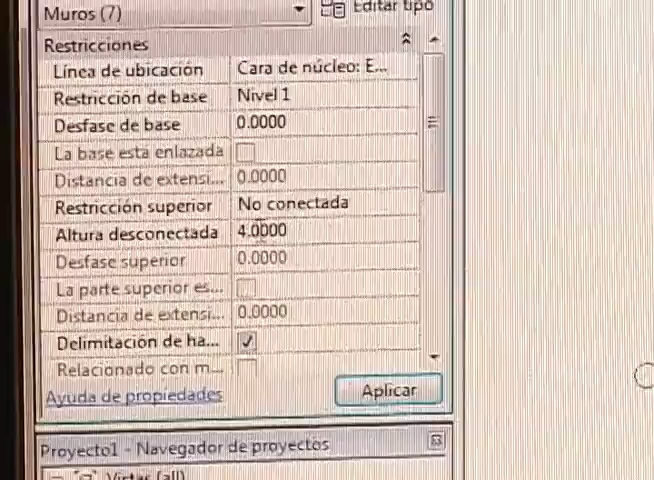 Muros (7) Editar tipo
Restricciones
Línea de ubicación Cara de núcleo: E...
Restricción de base Nivel 1
Desfase de base 0.0000
La base está enlazada
Distancia de extensi... 0.0000
Restricción superior No conectada
Altura desconectada 4.0000
Desfase superior 0.0000
La parte superior es...
Distancia de extensi... 0.0000
Delimitación de ha...
Relacionado con m...
Ayuda de propiedades Aplicar
Proyecto1 - Navegador de proyectos
Vistas (all)